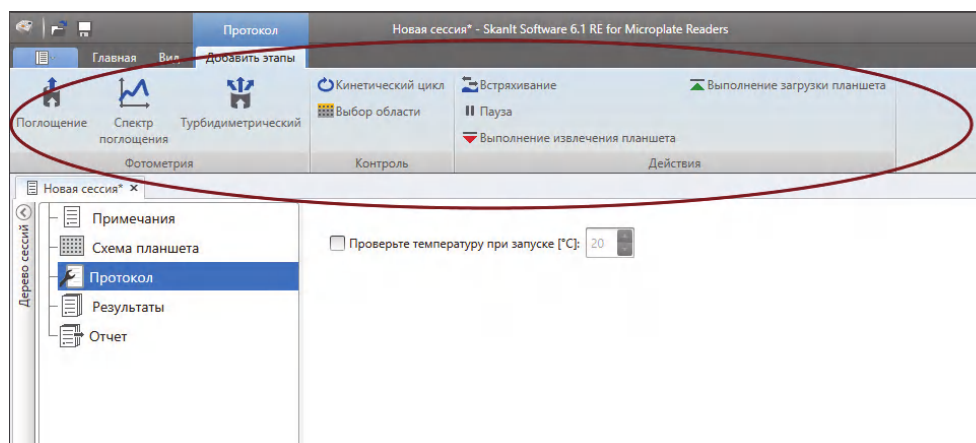 Протокол
Новая сессия* - SkanIt Software 6.1 RE for Microplate Readers
Главная Вид Добавить этапы
Поглощение
Спектр поглощения
Турбидиметрический
Фотометрия
Кинетический цикл
Выбор области
Контроль
Встряхивание
Пауза
Выполнение извлечения планшета
Выполнение загрузки планшета
Действия
Новая сессия* ×
Дерево сессий
Примечания
Схема планшета
Протокол
Результаты
Отчет
Проверьте температуру при запуске [°C]: 20